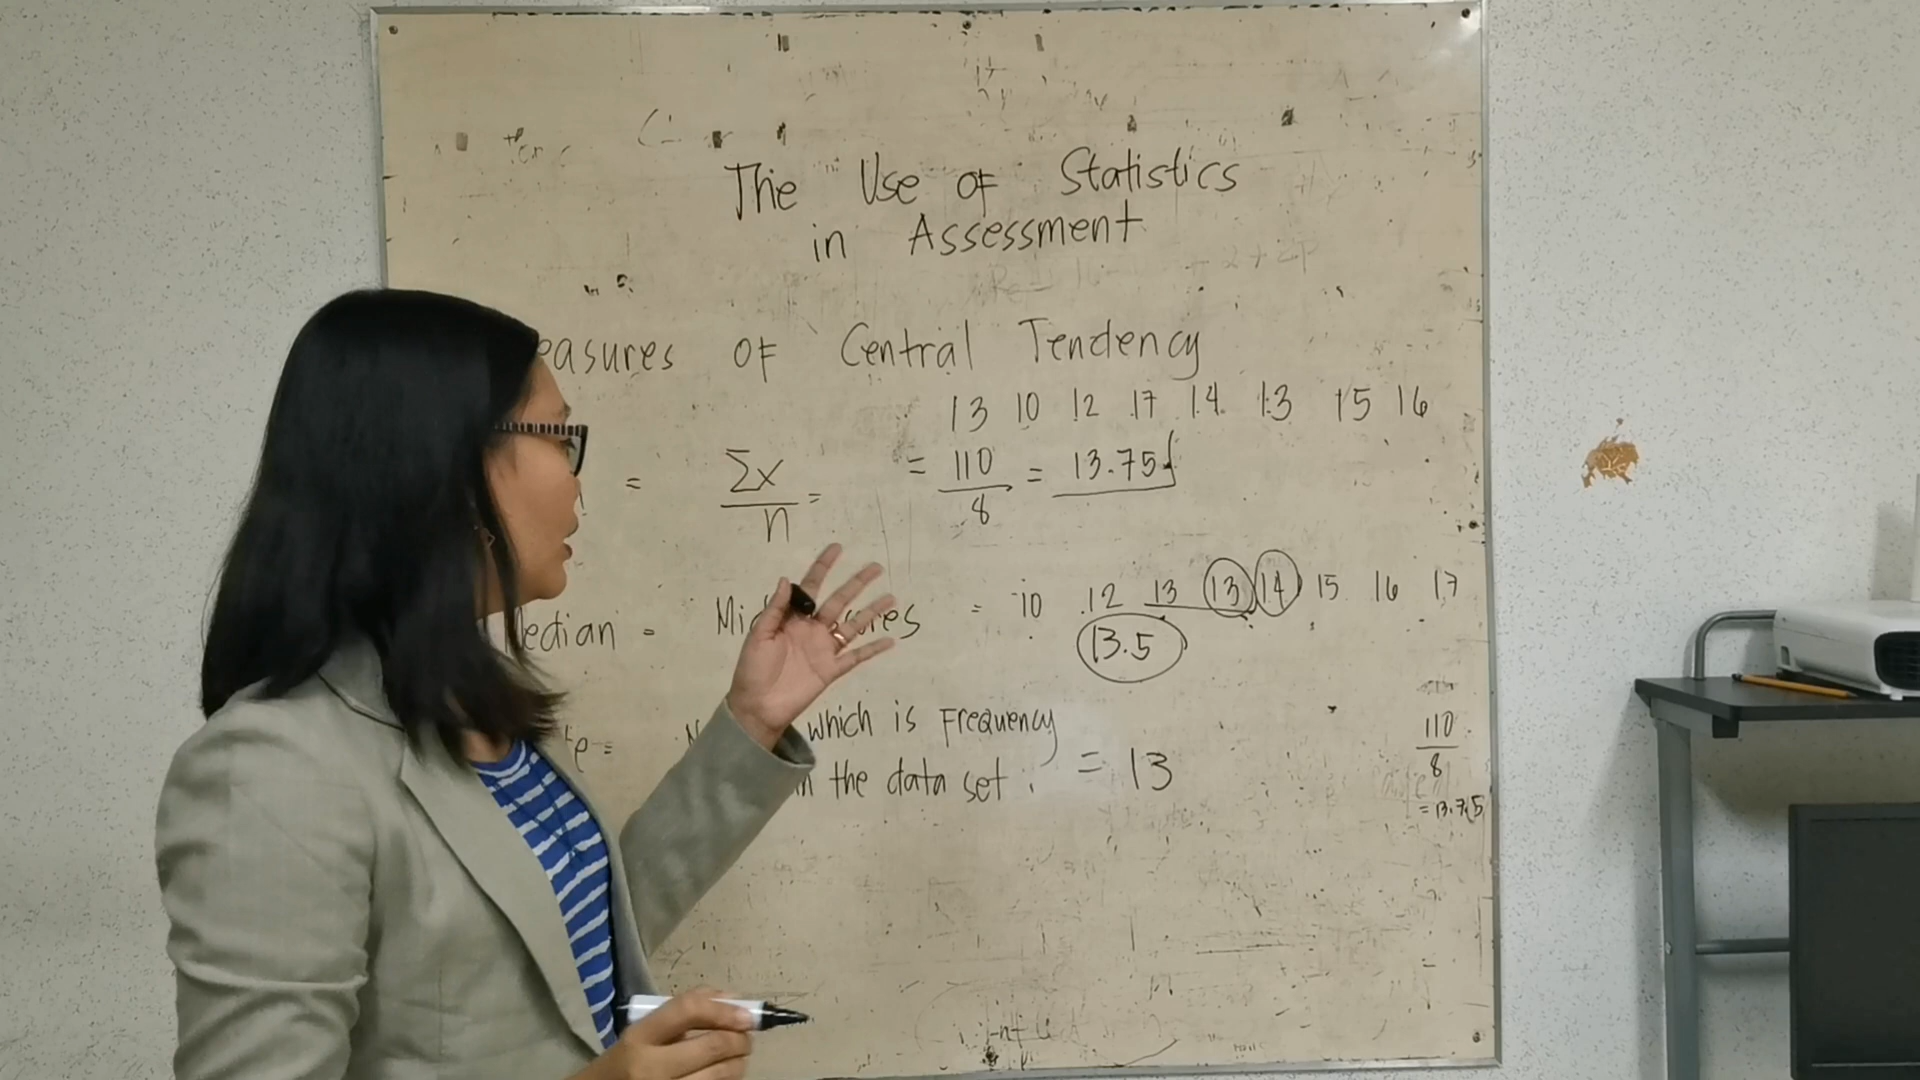 The Use of Statistics
in Assessment
easures of Central Tendency
13 10 12 17 14 13 15 16
= Σx / n = = 110 / 8 = 13.75
edian = Mid = 10 12 13 13 14 15 16 17
13.5
e = which is Frequency
in the data set. = 13
110
8
= 13.75